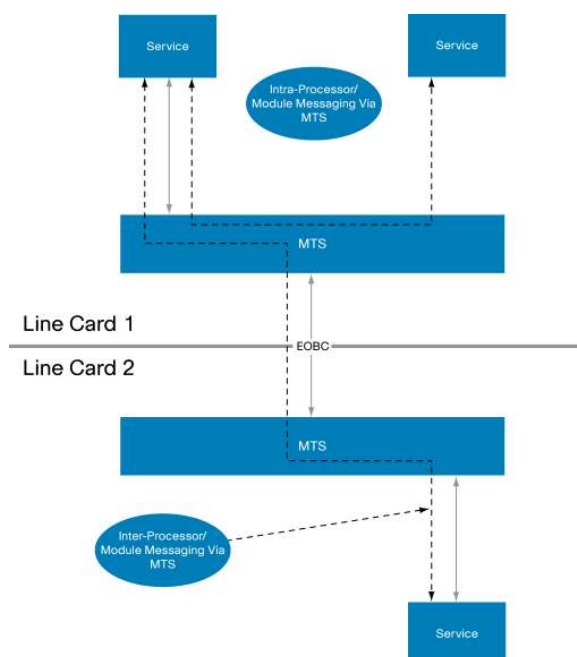 Service
Service
Intra-Processor/
Module Messaging Via
MTS
MTS
Line Card 1
EOBC
Line Card 2
MTS
Inter-Processor/
Module Messaging Via
MTS
Service